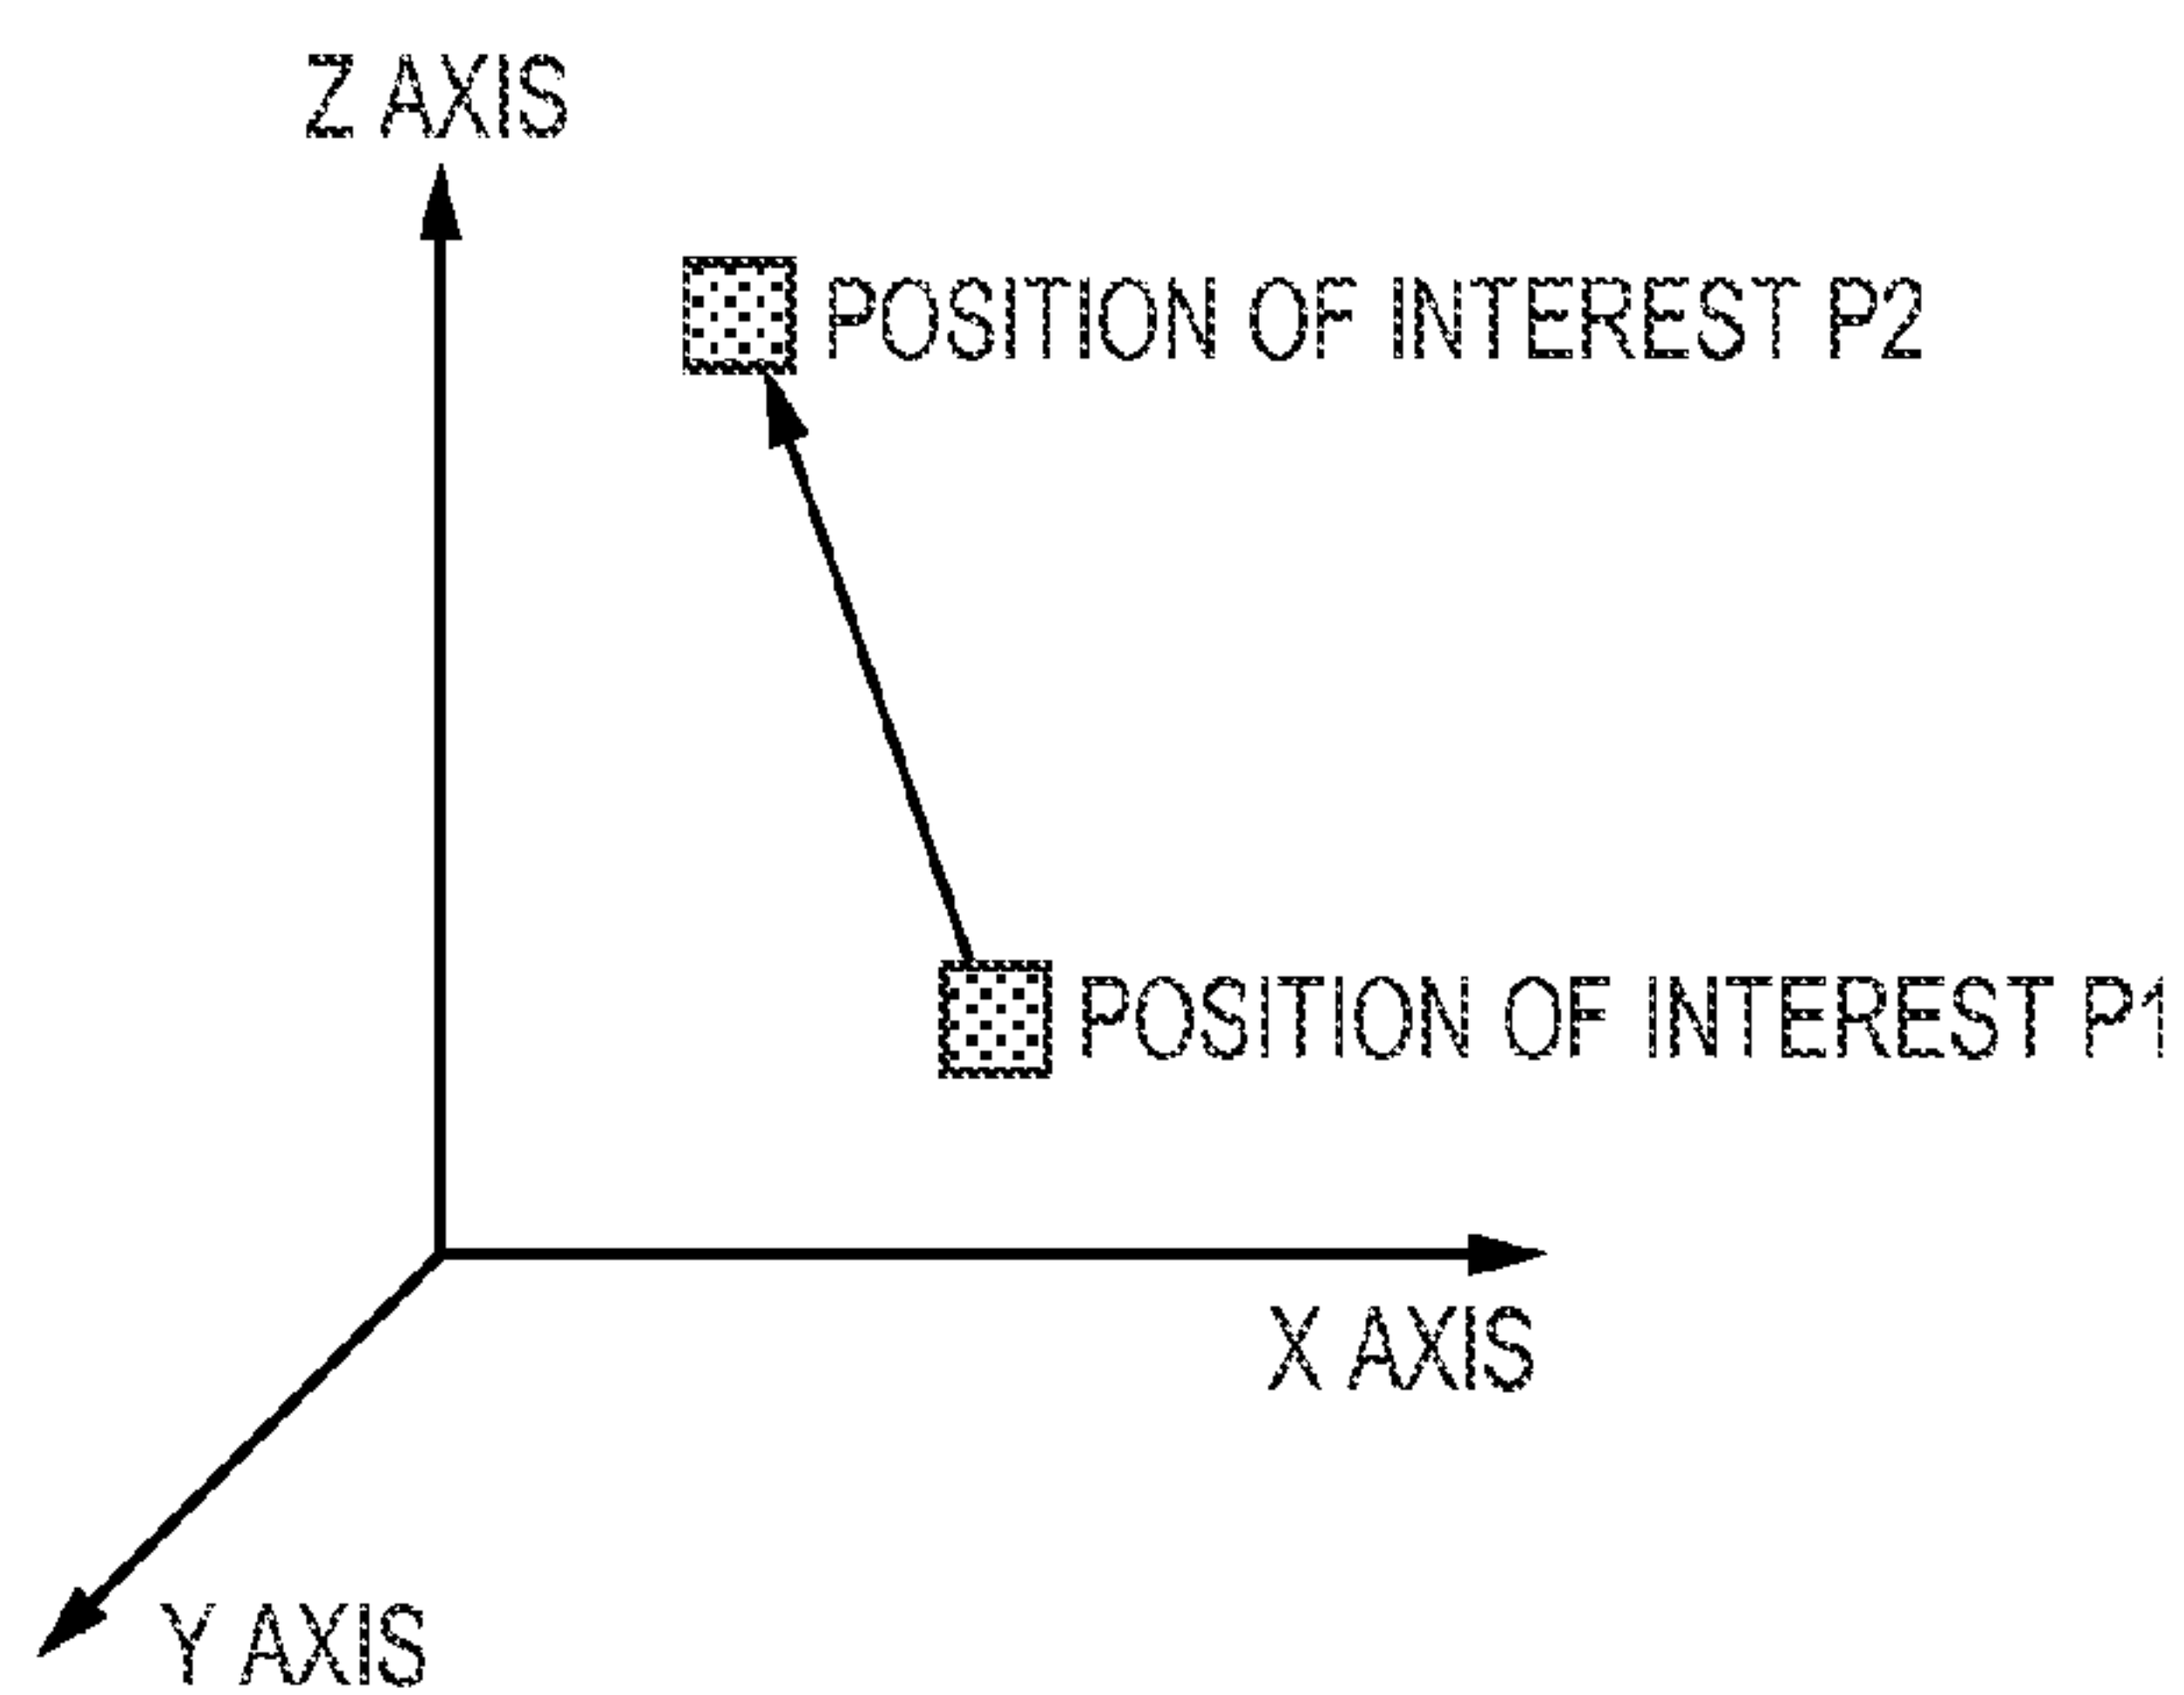 Z AXIS
POSITION OF INTEREST P2
POSITION OF INTEREST P1
X AXIS
Y AXIS